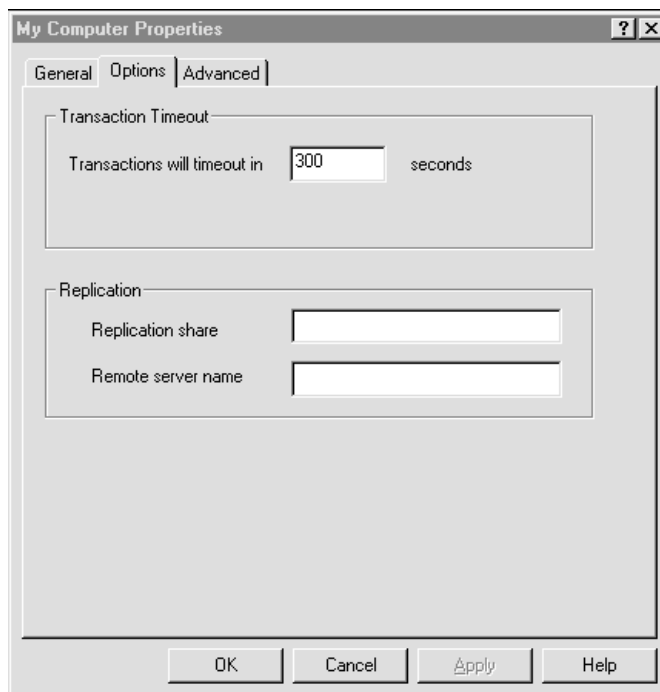 My Computer Properties
General Options Advanced
Transaction Timeout
Transactions will timeout in 300 seconds
Replication
Replication share
Remote server name
OK Cancel Apply Help